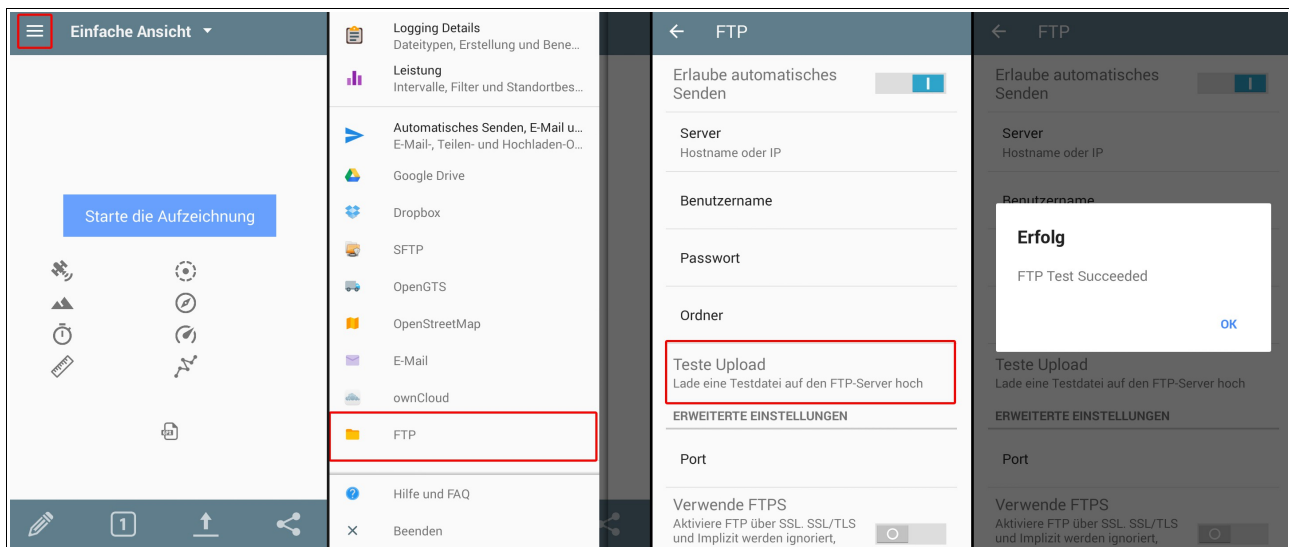 Einfache Ansicht
Starte die Aufzeichnung
1
Logging Details
Dateitypen, Erstellung und Bene...
Leistung
Intervalle, Filter und Standortbes...
Automatisches Senden, E-Mail u...
E-Mail-, Teilen- und Hochladen-O...
Google Drive
Dropbox
SFTP
OpenGTS
OpenStreetMap
E-Mail
ownCloud
FTP
Hilfe und FAQ
Beenden
FTP
Erlaube automatisches
Senden
Server
Hostname oder IP
Benutzername
Passwort
Ordner
Teste Upload
Lade eine Testdatei auf den FTP-Server hoch
ERWEITERTE EINSTELLUNGEN
Port
Verwende FTPS
Aktiviere FTP über SSL. SSL/TLS
und Implizit werden ignoriert,
FTP
Erlaube automatisches
Senden
Server
Hostname oder IP
Benutzername
Erfolg
FTP Test Succeeded
OK
Teste Upload
Lade eine Testdatei auf den FTP-Server hoch
ERWEITERTE EINSTELLUNGEN
Port
Verwende FTPS
Aktiviere FTP über SSL. SSL/TLS
und Implizit werden ignoriert,